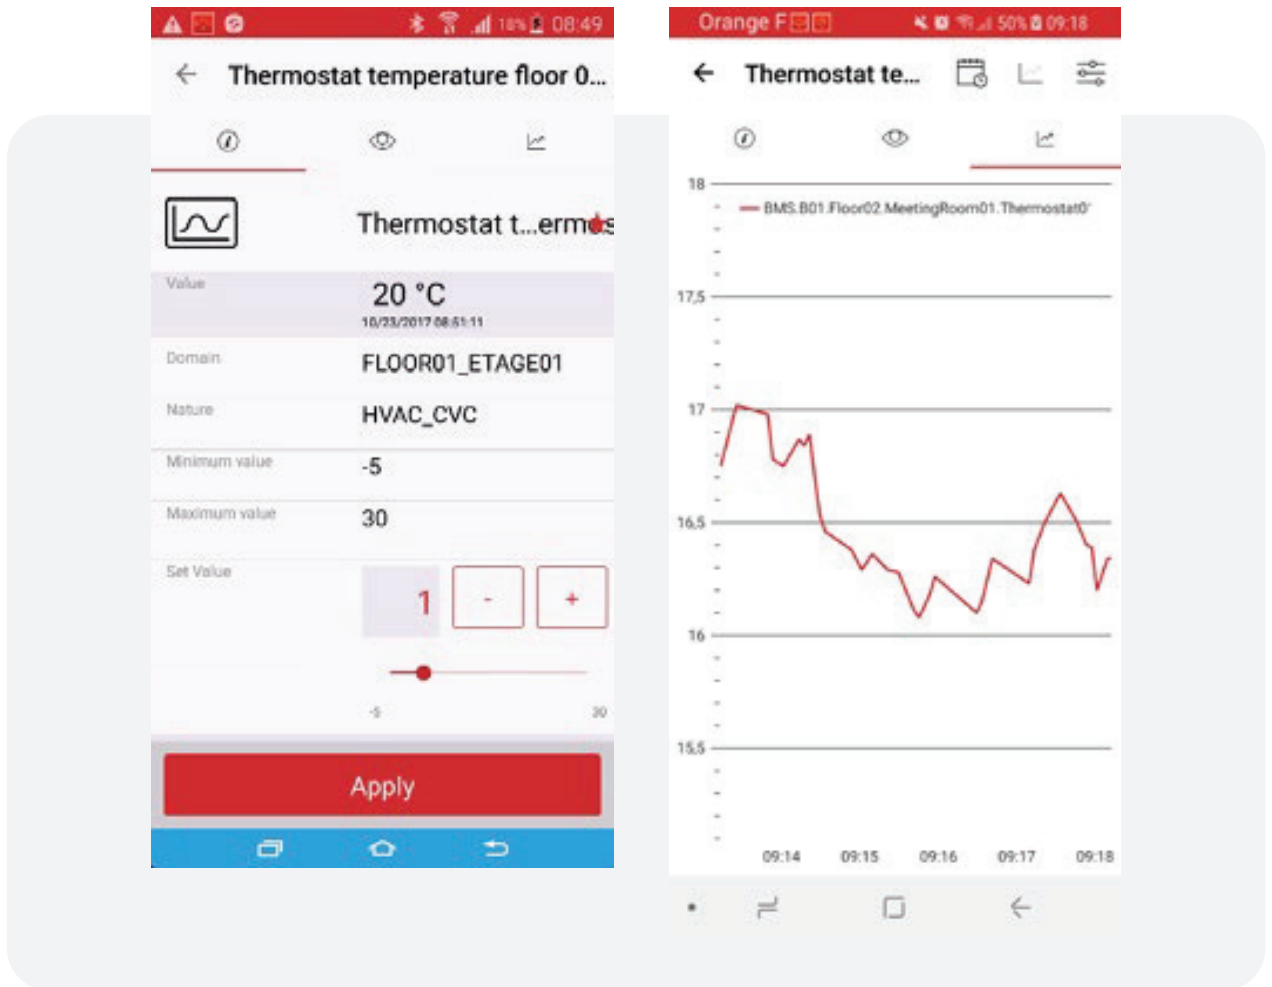 18% 08:49
Thermostat temperature floor 0...
Thermostat t...ermos
Value
20 °C
10/23/2017 08:51:11
Domain
FLOOR01_ETAGE01
Nature
HVAC_CVC
Minimum value
-5
Maximum value
30
Set Value
1
-
+
-5
30
Apply
Orange F
50% 09:18
Thermostat te...
18
BMS.B01.Floor02.MeetingRoom01.Thermostat0
17,5
17
16,5
16
15,5
09:14 09:15 09:16 09:17 09:18